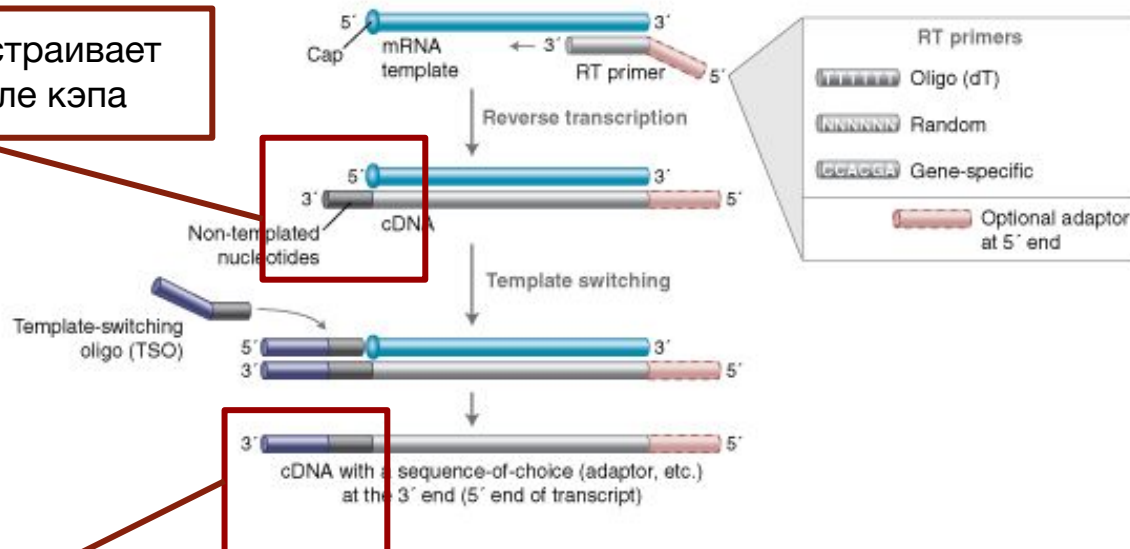 страивает
ле кэпа
5´
3´
Cap
mRNA
template
3´
RT primer
5´
Reverse transcription
5´
3´
3´
5´
Non-templated
nucleotides
cDNA
Template switching
Template-switching
oligo (TSO)
5´
3´
3´
5´
3´
5´
cDNA with a sequence-of-choice (adaptor, etc.)
at the 3´ end (5´ end of transcript)
RT primers
TTTTTTT Oligo (dT)
NNNNNN Random
CCACGA Gene-specific
Optional adaptor
at 5´ end